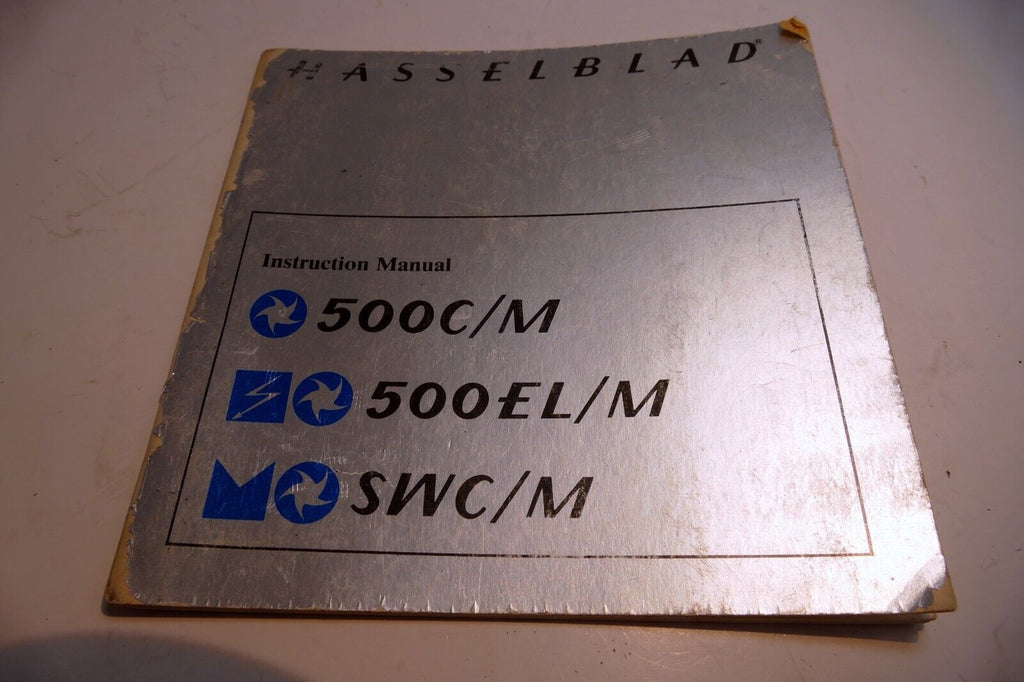 HASSELBLAD®
Instruction Manual
500C/M
500EL/M
SWC/M